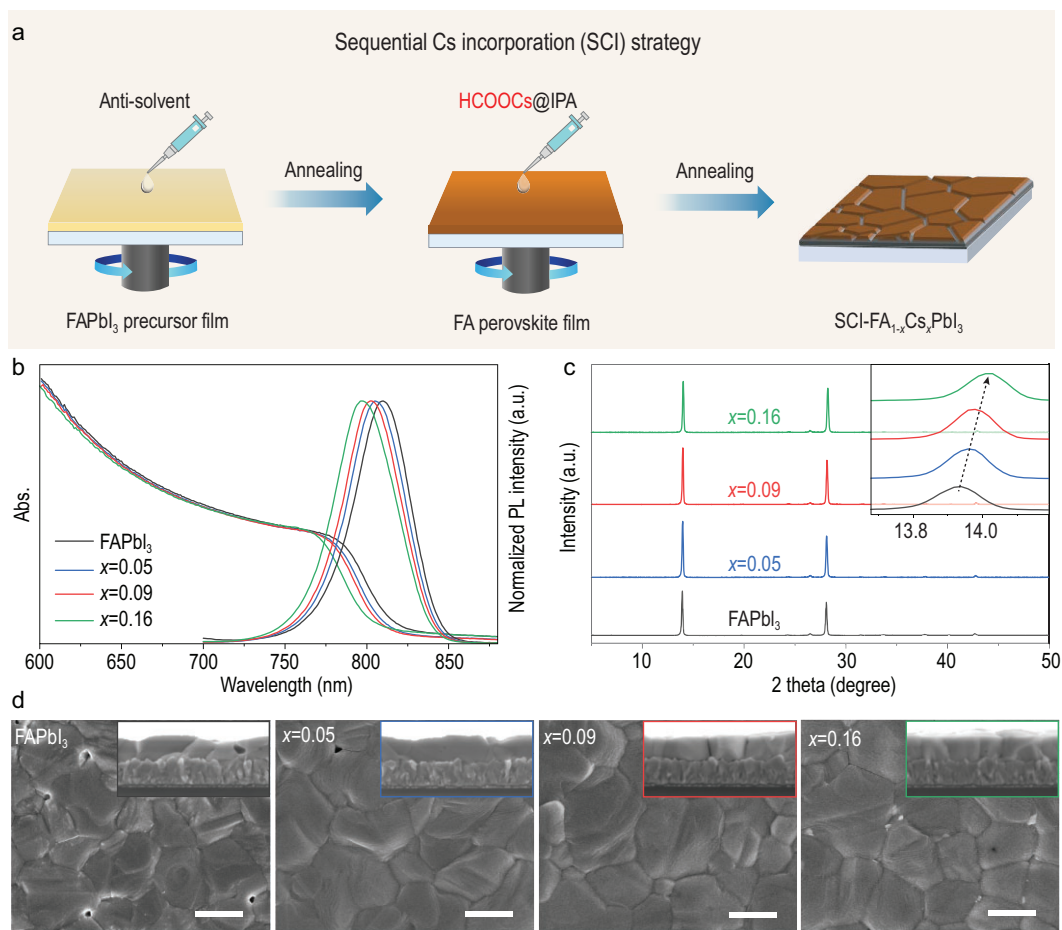 a
Sequential Cs incorporation (SCI) strategy
Anti-solvent
HCOOCs@IPA
Annealing
Annealing
FAPbI₃ precursor film
FA perovskite film
SCI-FA₁₋ₓCsₓPbI₃
b
Abs.
Normalized PL intensity (a.u.)
FAPbI₃
x=0.05
x=0.09
x=0.16
600
650
700
750
800
850
Wavelength (nm)
c
Intensity (a.u.)
x=0.16
x=0.09
x=0.05
FAPbI₃
13.8
14.0
10
20
30
40
50
2 theta (degree)
d
FAPbI₃
x=0.05
x=0.09
x=0.16